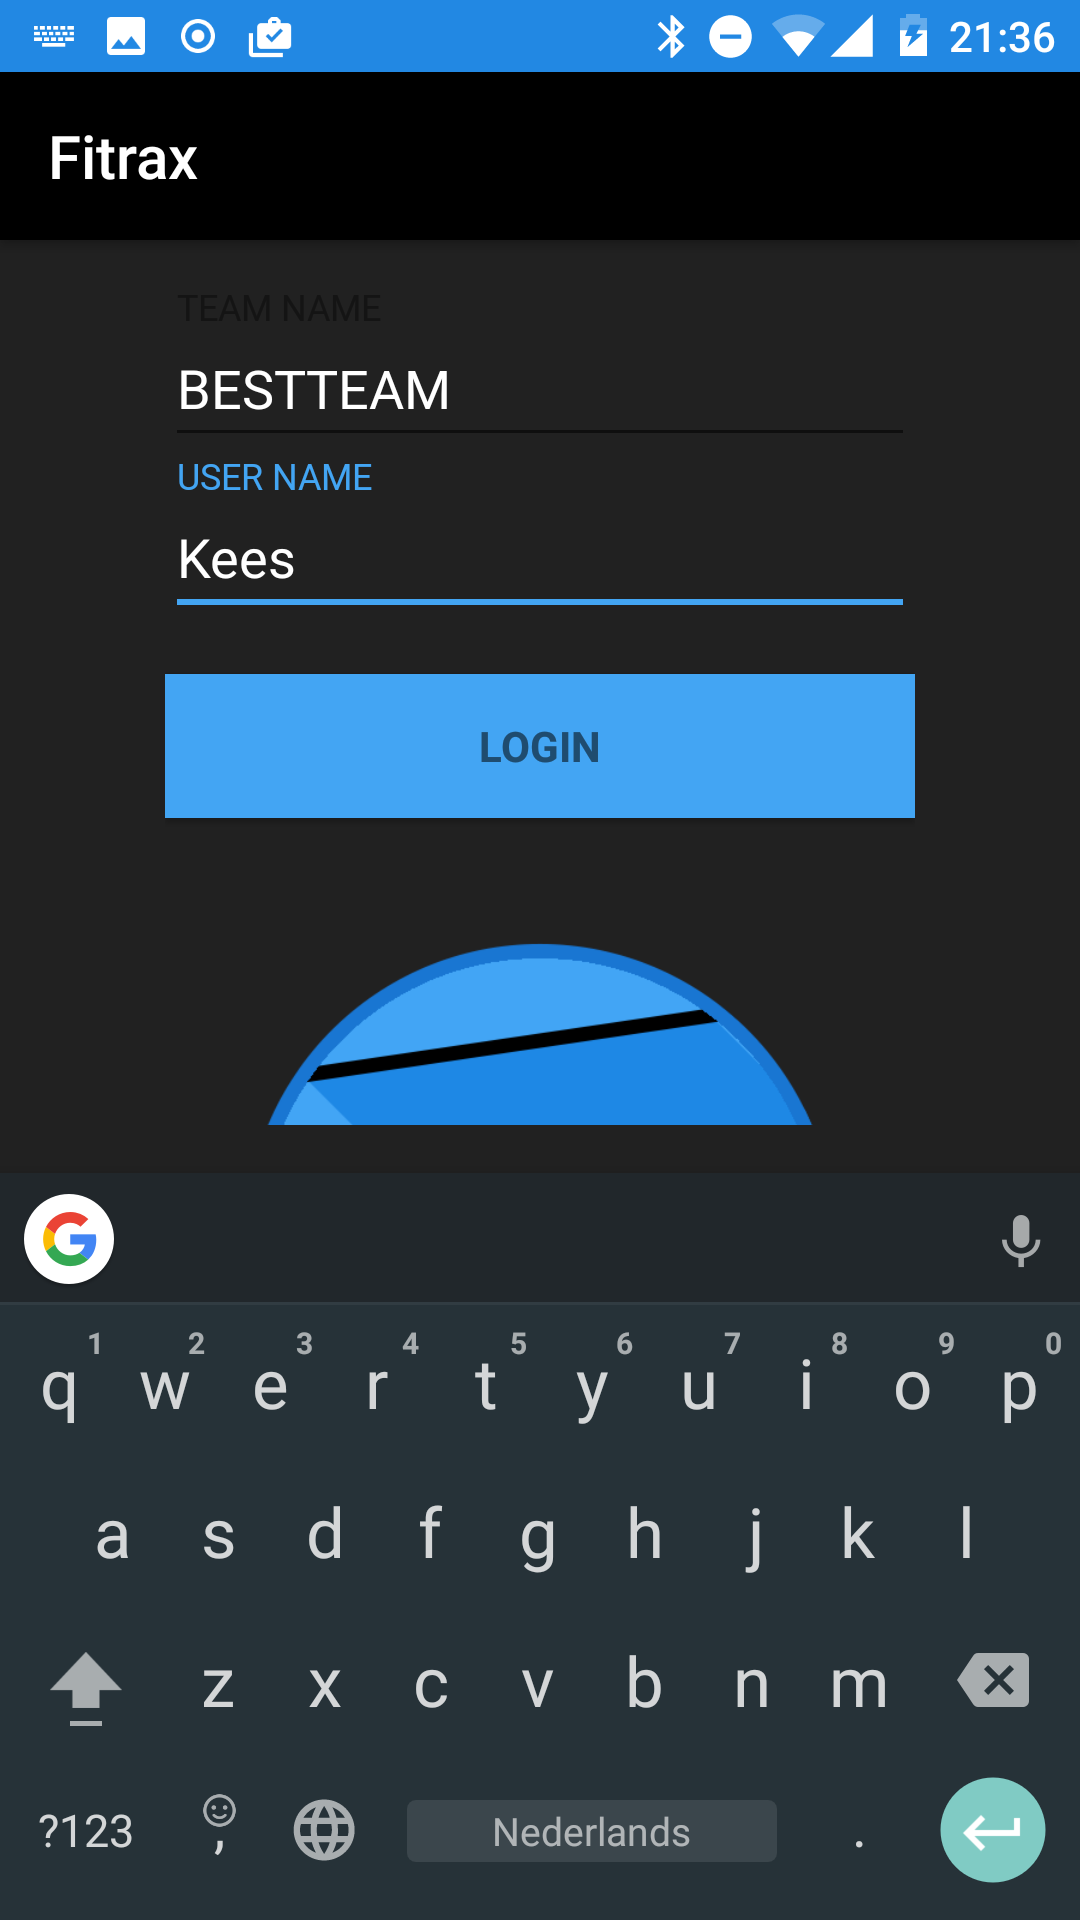 21:36
Fitrax
TEAM NAME
BESTTEAM
USER NAME
Kees
LOGIN
1 2 3 4 5 6 7 8 9 0
q w e r t y u i o p
a s d f g h j k l
z x c v b n m
?123 , Nederlands .